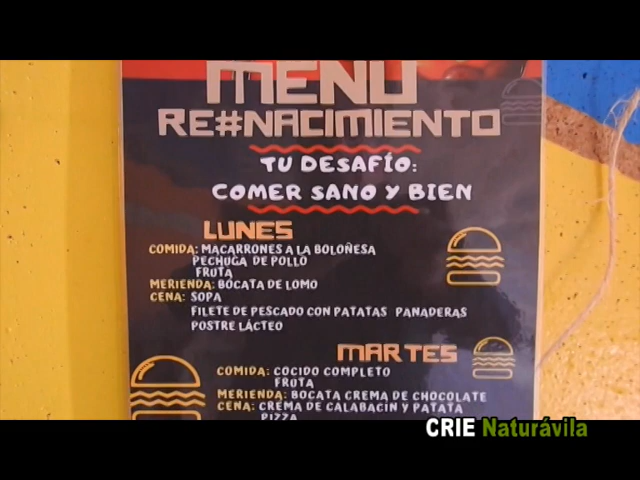 MENU
RE#NACIMIENTO
TU DESAFÍO:
COMER SANO Y BIEN
LUNES
COMIDA: MACARRONES A LA BOLOÑESA
PECHUGA DE POLLO
FRUTA
MERIENDA: BOCATA DE LOMO
CENA: SOPA
FILETE DE PESCADO CON PATATAS PANADERAS
POSTRE LÁCTEO
MARTES
COMIDA: COCIDO COMPLETO
FRUTA
MERIENDA: BOCATA CREMA DE CHOCOLATE
CENA: CREMA DE CALABACIN Y PATATA
PIZZA
CRIE Naturávila